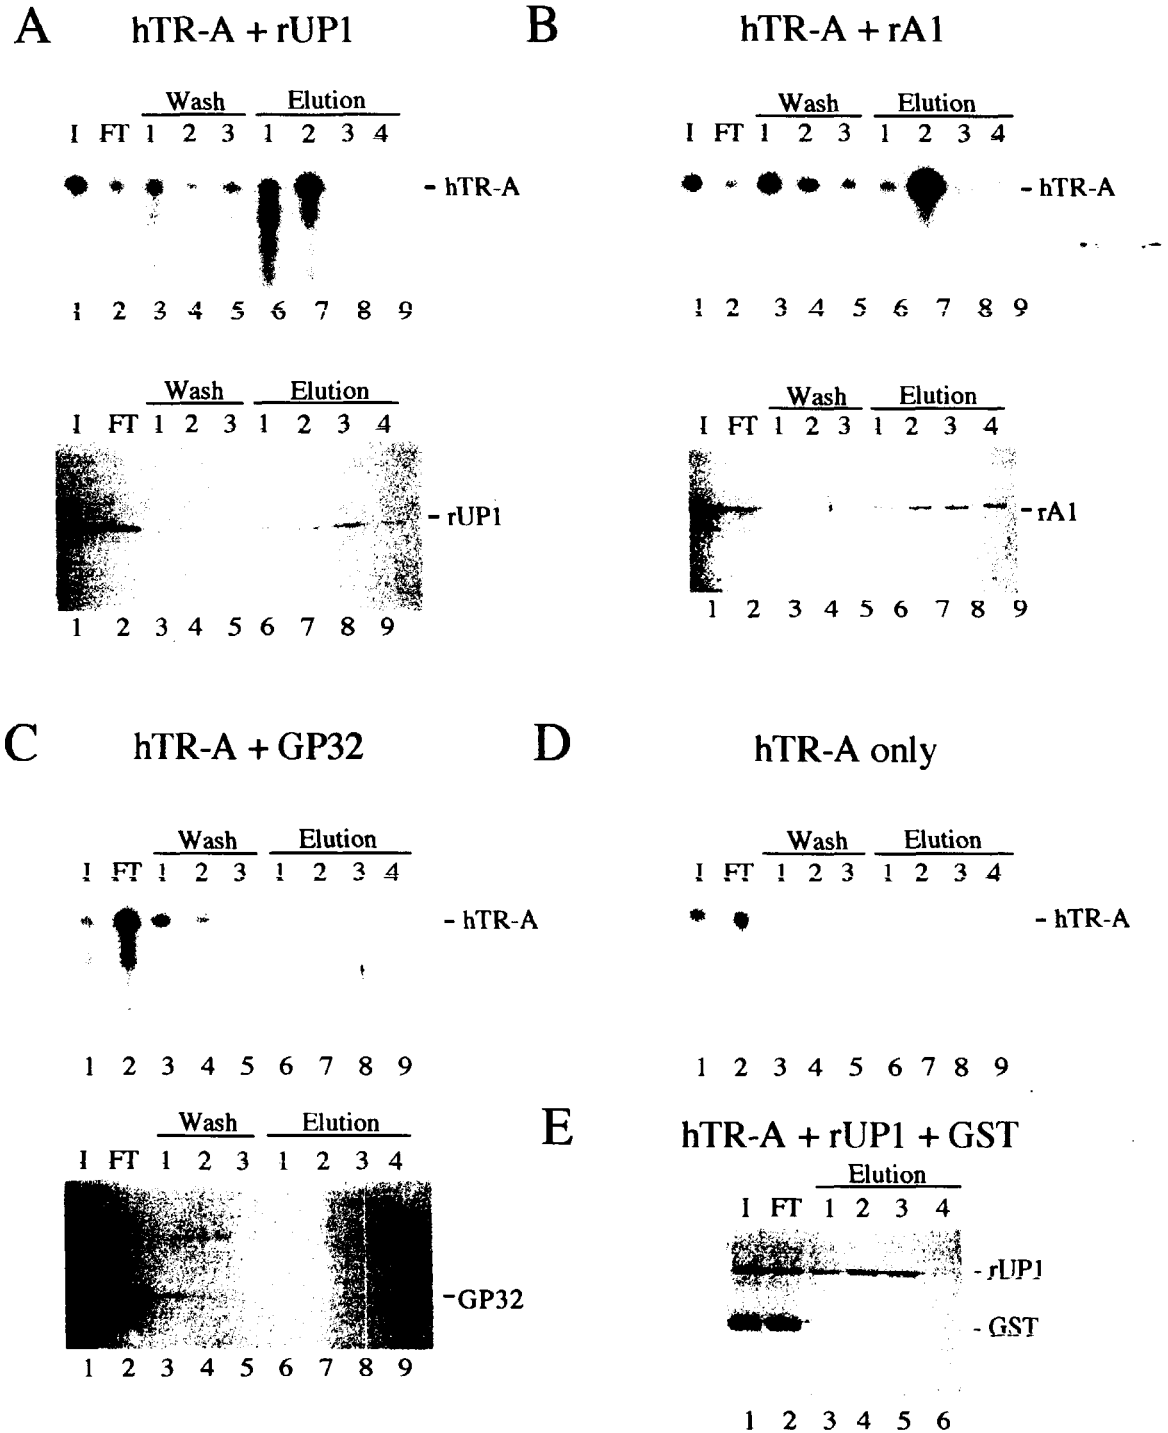 A hTR-A + rUP1
Wash Elution
I FT 1 2 3 1 2 3 4
- hTR-A
1 2 3 4 5 6 7 8 9
Wash Elution
I FT 1 2 3 1 2 3 4
- rUP1
1 2 3 4 5 6 7 8 9
B hTR-A + rA1
Wash Elution
I FT 1 2 3 1 2 3 4
- hTR-A
1 2 3 4 5 6 7 8 9
Wash Elution
I FT 1 2 3 1 2 3 4
- rA1
1 2 3 4 5 6 7 8 9
C hTR-A + GP32
Wash Elution
I FT 1 2 3 1 2 3 4
- hTR-A
1 2 3 4 5 6 7 8 9
Wash Elution
I FT 1 2 3 1 2 3 4
- GP32
1 2 3 4 5 6 7 8 9
D hTR-A only
Wash Elution
I FT 1 2 3 1 2 3 4
- hTR-A
1 2 3 4 5 6 7 8 9
E hTR-A + rUP1 + GST
Elution
I FT 1 2 3 4
- rUP1
- GST
1 2 3 4 5 6